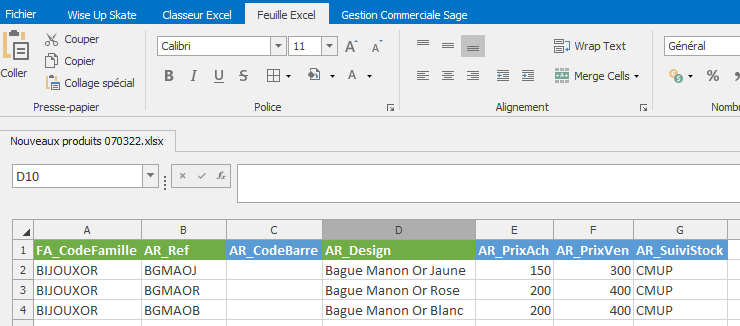 Fichier Wise Up Skate Classeur Excel Feuille Excel Gestion Commerciale Sage
Coller
Couper
Copier
Collage spécial
Presse-papier
Calibri 11 A A
B I U S A
Police
Wrap Text
Merge Cells
Alignement
Général
%
Nomb
Nouveaux produits 070322.xlsx
D10 fx
A B C D E F G
1 FA_CodeFamille AR_Ref AR_CodeBarre AR_Design AR_PrixAch AR_PrixVen AR_SuiviStock
2 BIJOUXOR BGMAOJ Bague Manon Or Jaune 150 300 CMUP
3 BIJOUXOR BGMAOR Bague Manon Or Rose 200 400 CMUP
4 BIJOUXOR BGMAOB Bague Manon Or Blanc 200 400 CMUP